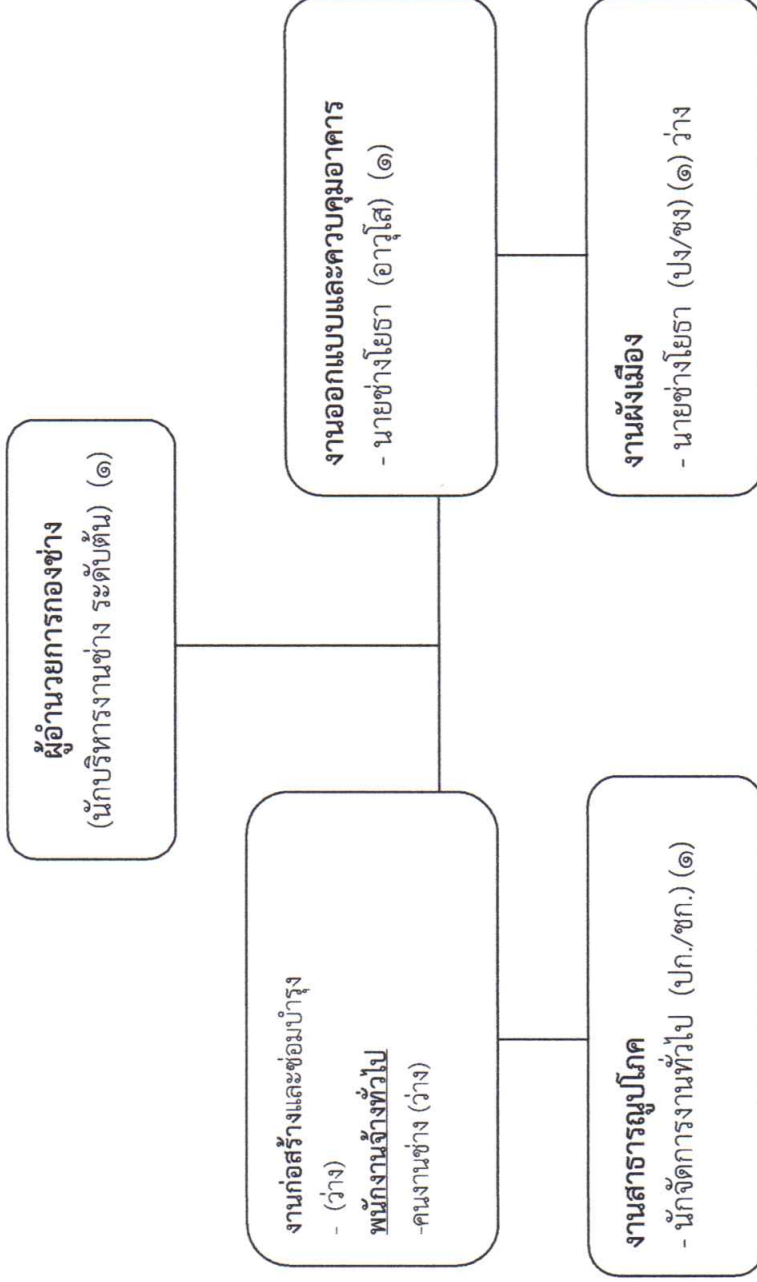 ผู้อำนวยการกองช่าง
(นักบริหารงานช่าง ระดับต้น) (๑)
งานก่อสร้างและซ่อมบำรุง
- (ว่าง)
พนักงานจ้างทั่วไป
-คนงานช่าง (ว่าง)
งานออกแบบและควบคุมอาคาร
- นายช่างโยธา (อาวุโส) (๑)
งานสาธารณูปโภค
- นักจัดการงานทั่วไป (ปก./ชก.) (๑)
งานผังเมือง
- นายช่างโยธา (ปง/ชง) (๑) ว่าง